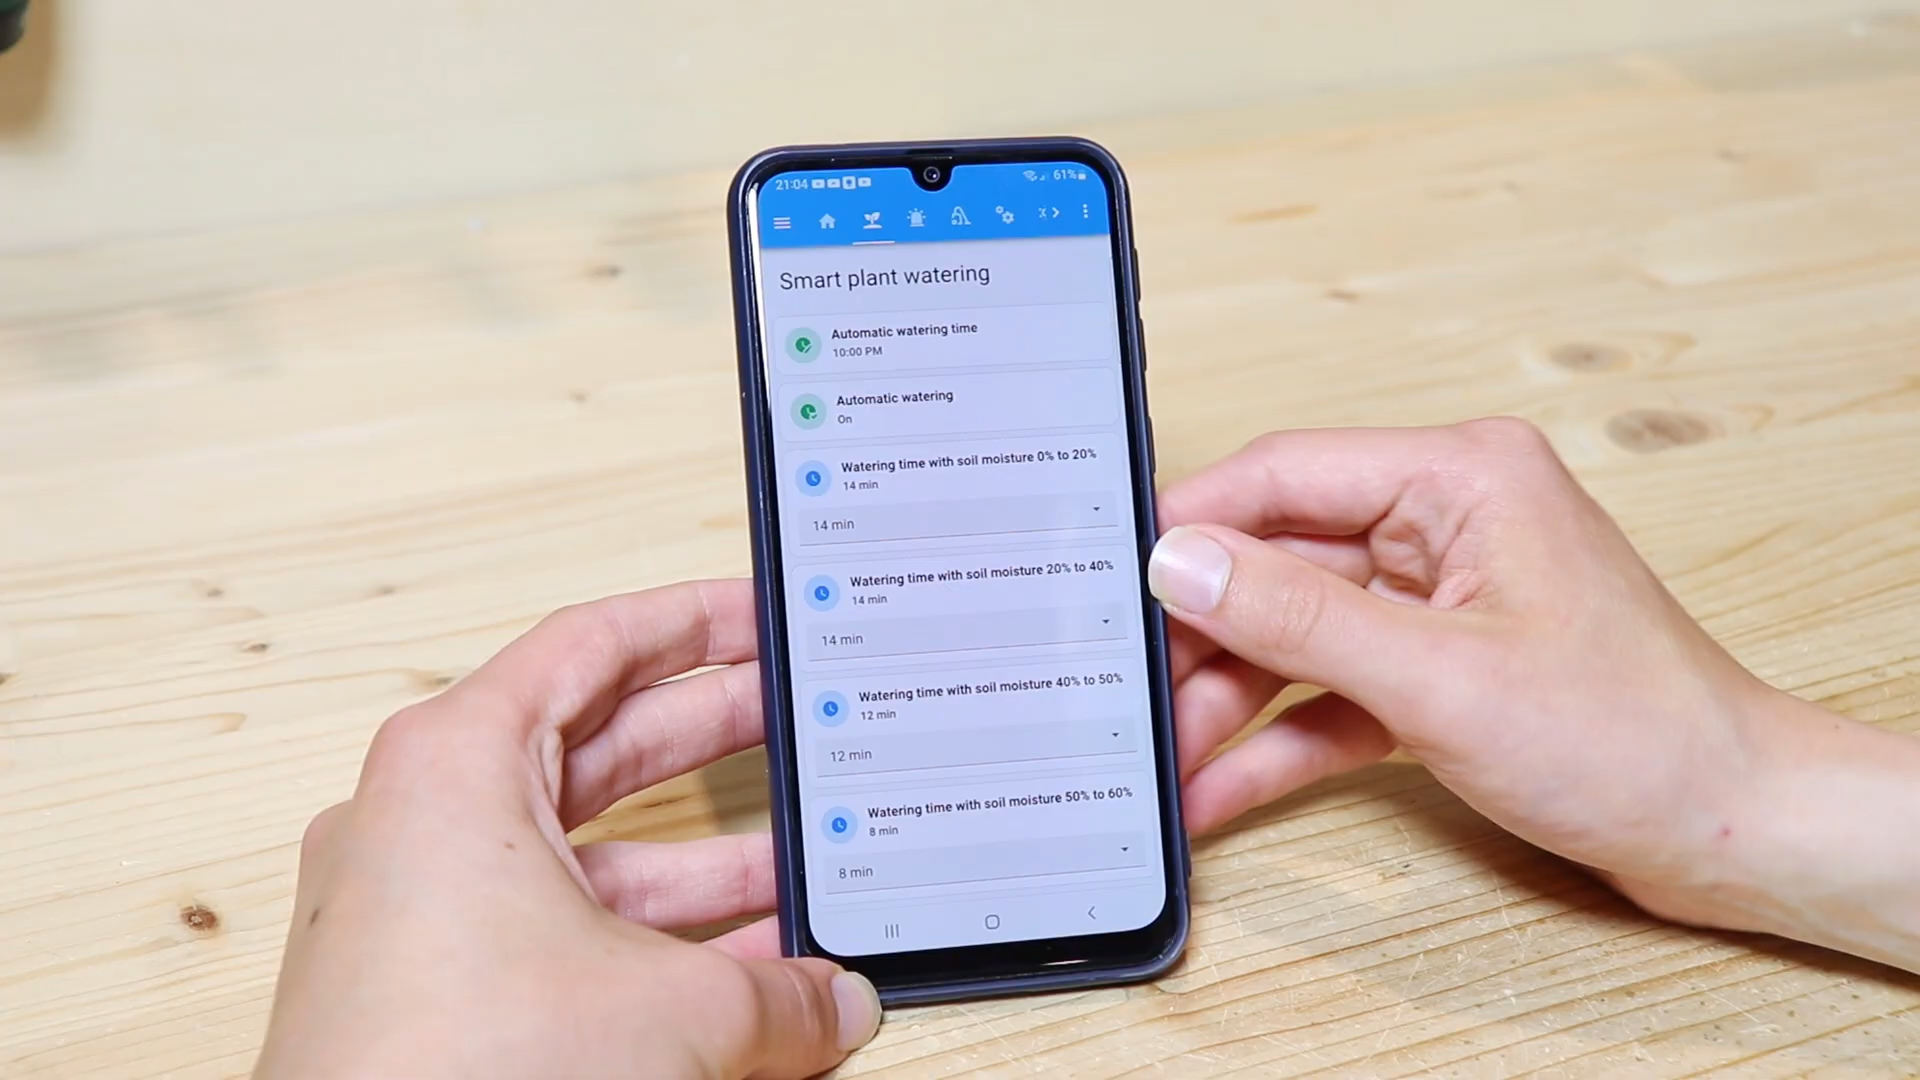 21:04 61%
Smart plant watering
Automatic watering time
10:00 PM
Automatic watering
On
Watering time with soil moisture 0% to 20%
14 min
14 min
Watering time with soil moisture 20% to 40%
14 min
14 min
Watering time with soil moisture 40% to 50%
12 min
12 min
Watering time with soil moisture 50% to 60%
8 min
8 min